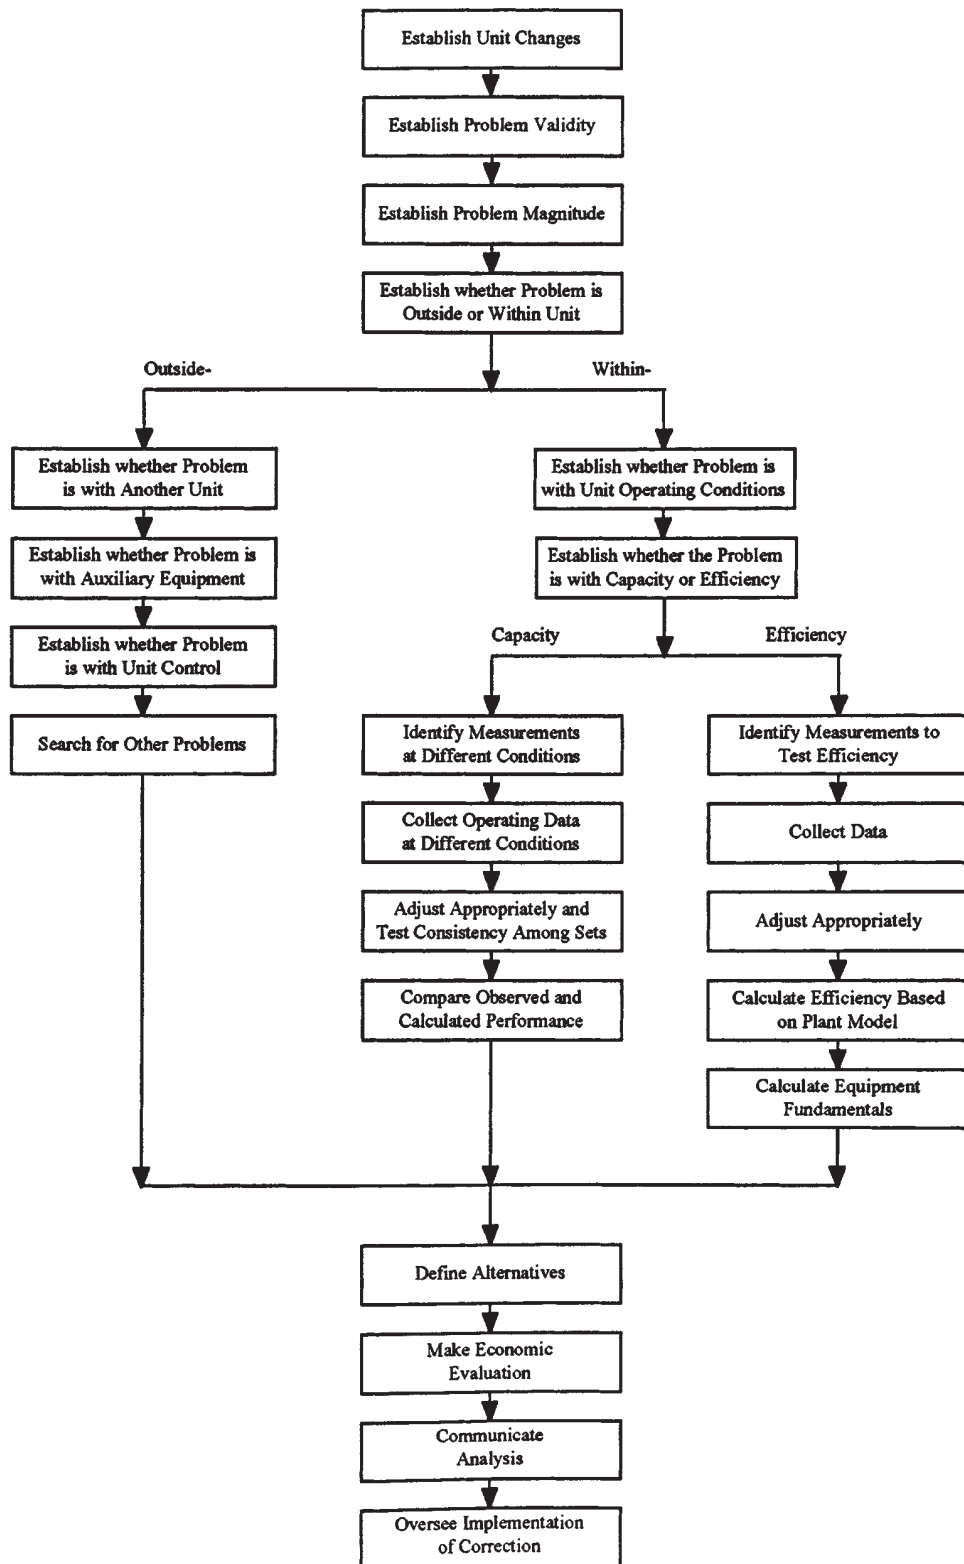 Establish Unit Changes
Establish Problem Validity
Establish Problem Magnitude
Establish whether Problem is
Outside or Within Unit
Outside-
Within-
Establish whether Problem
is with Another Unit
Establish whether Problem is
with Auxiliary Equipment
Establish whether Problem
is with Unit Control
Search for Other Problems
Establish whether Problem is
with Unit Operating Conditions
Establish whether the Problem
is with Capacity or Efficiency
Capacity
Efficiency
Identify Measurements
at Different Conditions
Collect Operating Data
at Different Conditions
Adjust Appropriately and
Test Consistency Among Sets
Compare Observed and
Calculated Performance
Identify Measurements to
Test Efficiency
Collect Data
Adjust Appropriately
Calculate Efficiency Based
on Plant Model
Calculate Equipment
Fundamentals
Define Alternatives
Make Economic
Evaluation
Communicate
Analysis
Oversee Implementation
of Correction